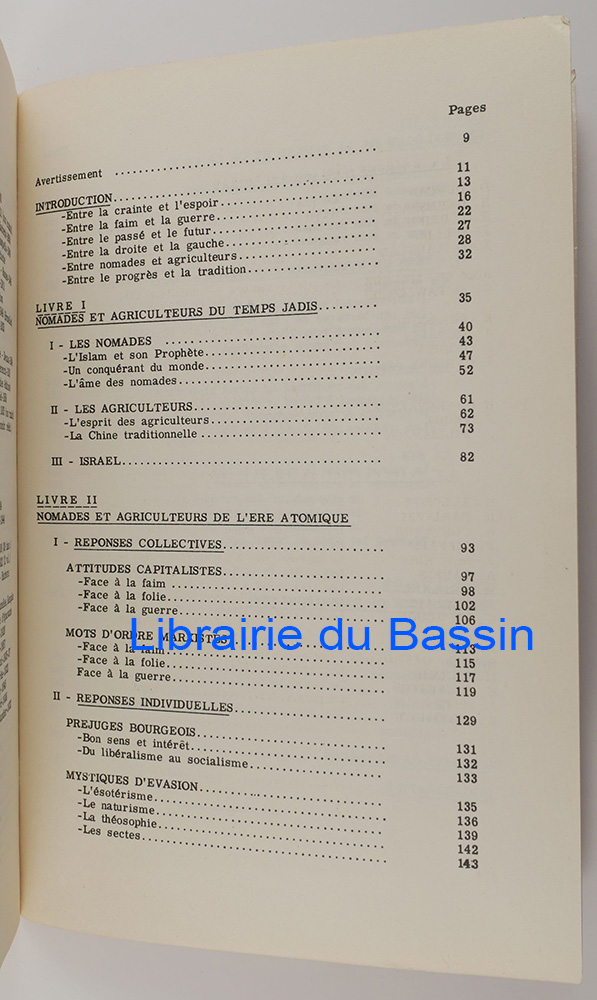 Pages
Avertissement ........ 9
INTRODUCTION........ 11
-Entre la crainte et l'espoir........ 13
-Entre la faim et la guerre........ 16
-Entre le passé et le futur........ 22
-Entre la droite et la gauche........ 27
-Entre nomades et agriculteurs........ 28
-Entre le progrès et la tradition........ 32
LIVRE I
NOMADES ET AGRICULTEURS DU TEMPS JADIS........ 35
I - LES NOMADES ........ 40
-L'Islam et son Prophète........ 43
-Un conquérant du monde........ 47
-L'âme des nomades........ 52
II - LES AGRICULTEURS........ 61
-L'esprit des agriculteurs........ 62
-La Chine traditionnelle ........ 73
III - ISRAEL........ 82
LIVRE II
NOMADES ET AGRICULTEURS DE L'ERE ATOMIQUE
I - REPONSES COLLECTIVES........ 93
ATTITUDES CAPITALISTES........ 97
-Face à la faim ........ 98
-Face à la folie........ 102
-Face à la guerre........ 106
MOTS D'ORDRE MARXISTES........ 113
-Face à la faim........ 115
-Face à la folie........ 117
Face à la guerre........ 119
II - REPONSES INDIVIDUELLES........ 129
PREJUGES BOURGEOIS........ 131
-Bon sens et intérêt........ 132
-Du libéralisme au socialisme........ 133
MYSTIQUES D'EVASION........ 135
-L'ésotérisme........ 136
-Le naturisme........ 139
-La théosophie........ 142
-Les sectes........ 143
Librairie du Bassin